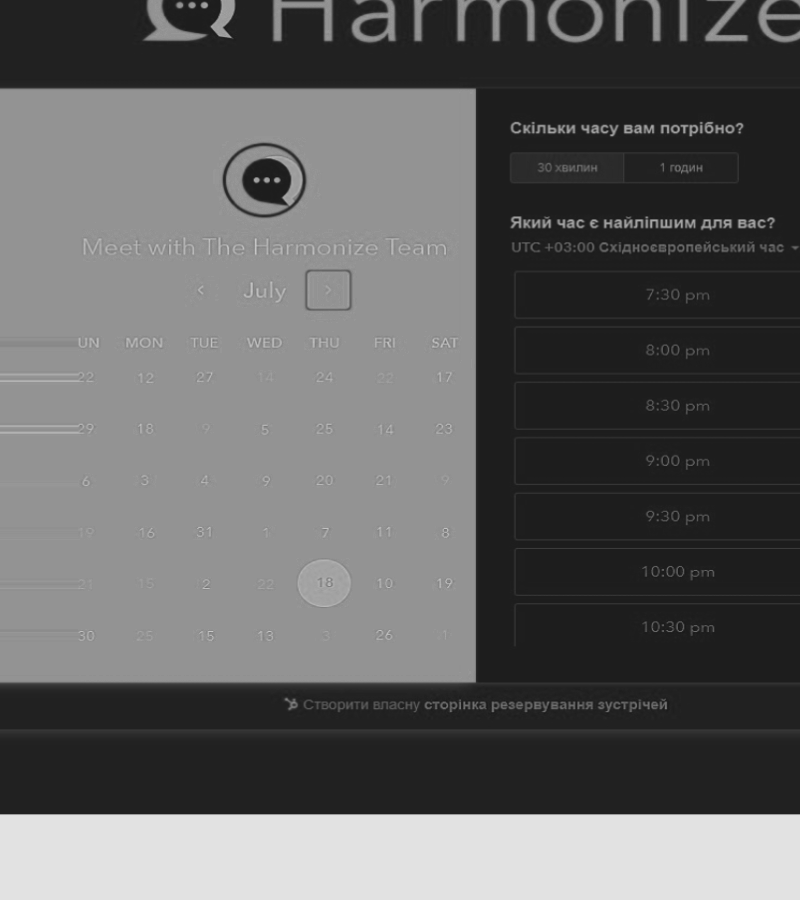 Harmonize
Meet with The Harmonize Team
‹ July ›
UN MON TUE WED THU FRI SAT
22 12 27 14 24 22 17
29 18 9 5 25 14 23
6 3 4 9 20 21 9
19 16 31 1 7 11 8
21 15 2 22 18 10 19
30 25 15 13 3 26 1
Скільки часу вам потрібно?
30 хвилин 1 годин
Який час є найліпшим для вас?
UTC +03:00 Східноєвропейський час
7:30 pm
8:00 pm
8:30 pm
9:00 pm
9:30 pm
10:00 pm
10:30 pm
Створити власну сторінка резервування зустрічей